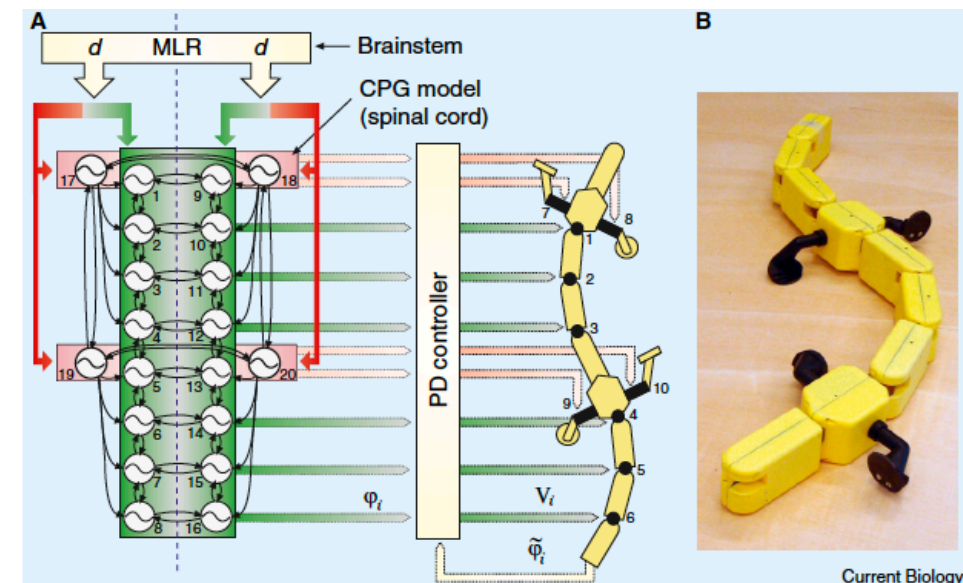 A
B
d MLR d
Brainstem
CPG model
(spinal cord)
17
18
1
9
2
10
3
11
4
12
19
20
5
13
6
14
7
15
8
16
PD controller
φi
Vi
φ̃i
7
8
1
2
3
9
10
4
5
6
Current Biology